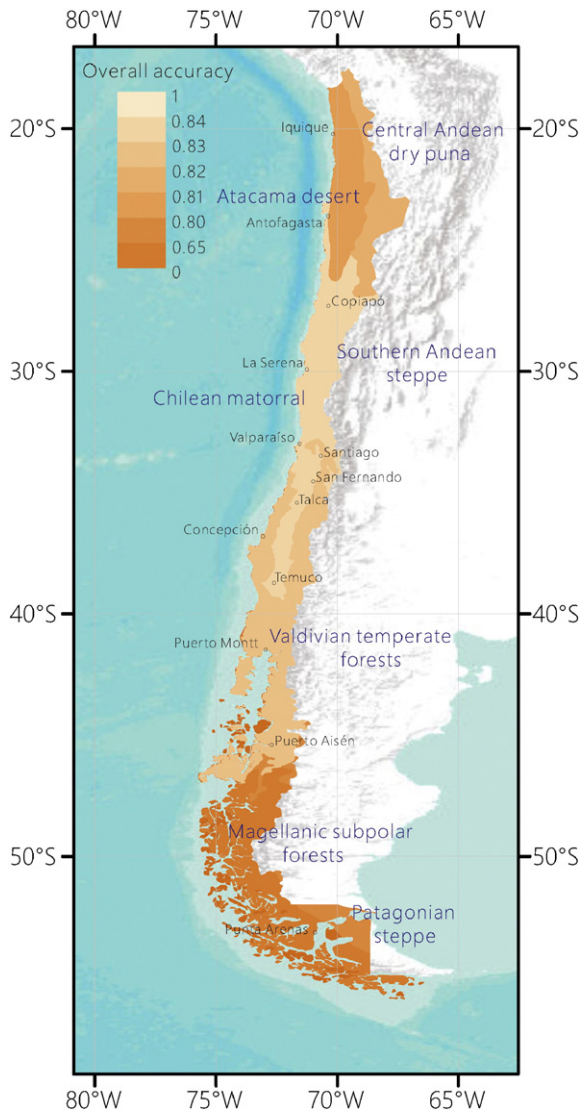 80°W 75°W 70°W 65°W
Overall accuracy
1
0.84
0.83
0.82
0.81
0.80
0.65
0
20°S
20°S
Iquique
Central Andean
dry puna
Atacama desert
Antofagasta
Copiapó
Southern Andean
steppe
La Serena
30°S
30°S
Chilean matorral
Valparaíso
Santiago
San Fernando
Talca
Concepción
Temuco
40°S
40°S
Puerto Montt
Valdivian temperate
forests
Puerto Aisén
Magellanic subpolar
forests
50°S
50°S
Patagonian
steppe
Punta Arenas
80°W 75°W 70°W 65°W